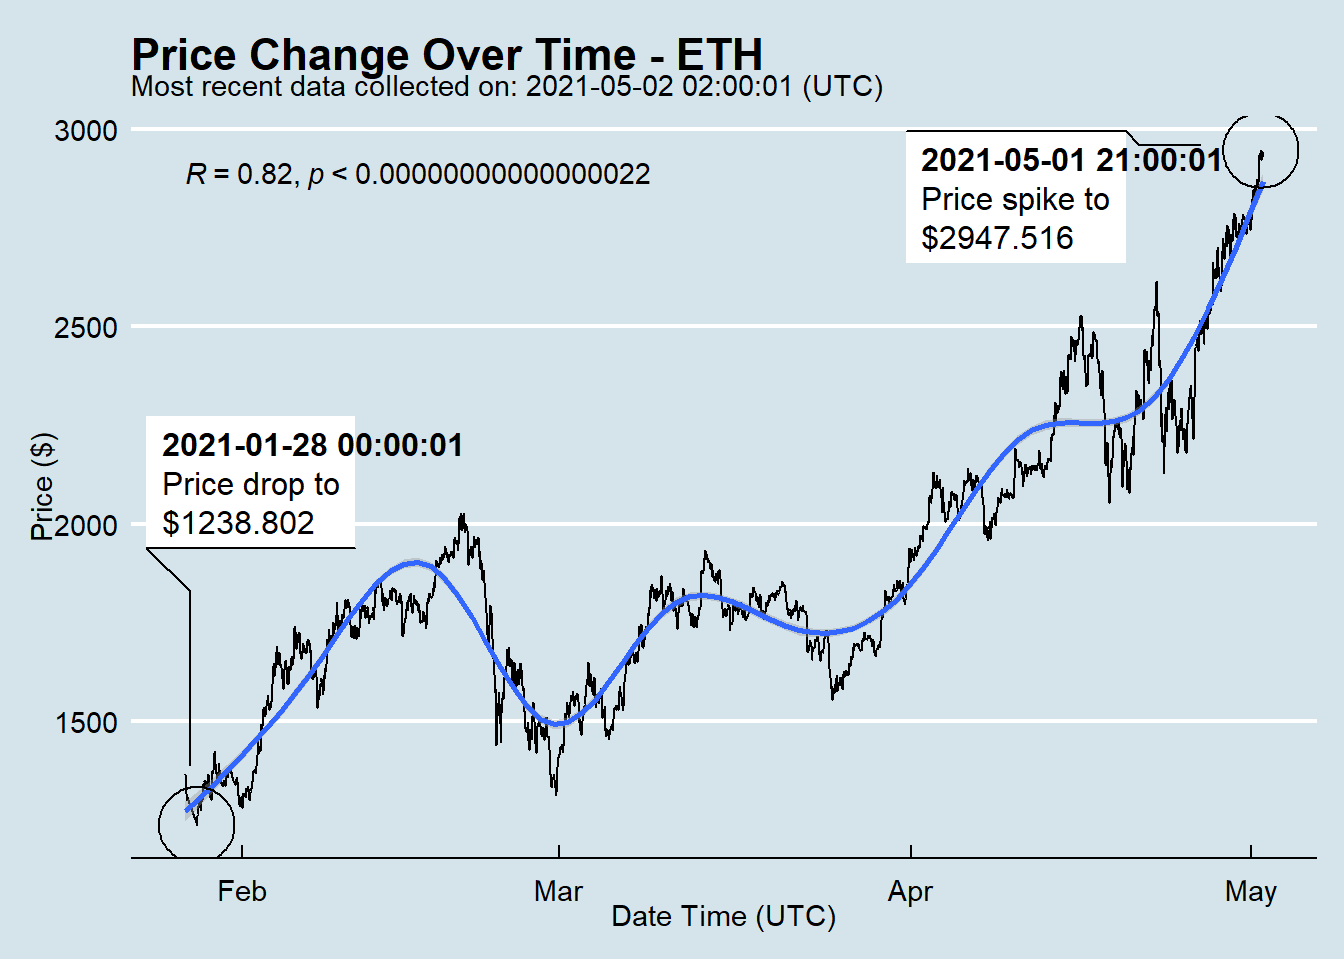 Price Change Over Time - ETH
Most recent data collected on: 2021-05-02 02:00:01 (UTC)
R = 0.82, p < 0.00000000000000022
2021-05-01 21:00:01
Price spike to
$2947.516
2021-01-28 00:00:01
Price drop to
$1238.802
Price ($)
3000
2500
2000
1500
Feb
Mar
Apr
May
Date Time (UTC)